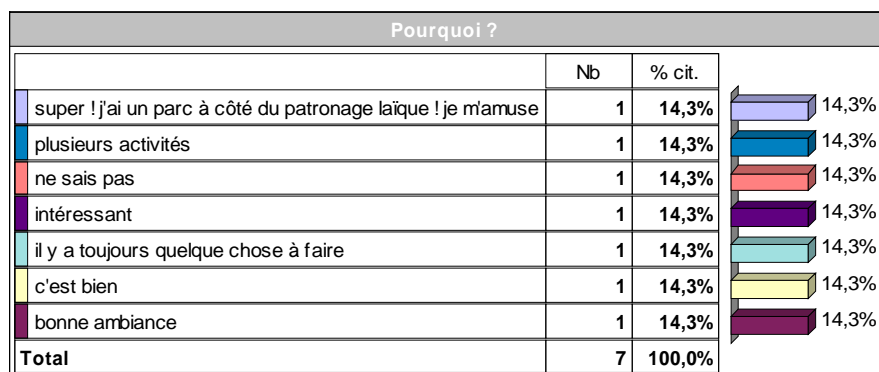 Pourquoi ?
Nb % cit.
super ! j'ai un parc à côté du patronage laïque ! je m'amuse 1 14,3% 14,3%
plusieurs activités 1 14,3% 14,3%
ne sais pas 1 14,3% 14,3%
intéressant 1 14,3% 14,3%
il y a toujours quelque chose à faire 1 14,3% 14,3%
c'est bien 1 14,3% 14,3%
bonne ambiance 1 14,3% 14,3%
Total 7 100,0%